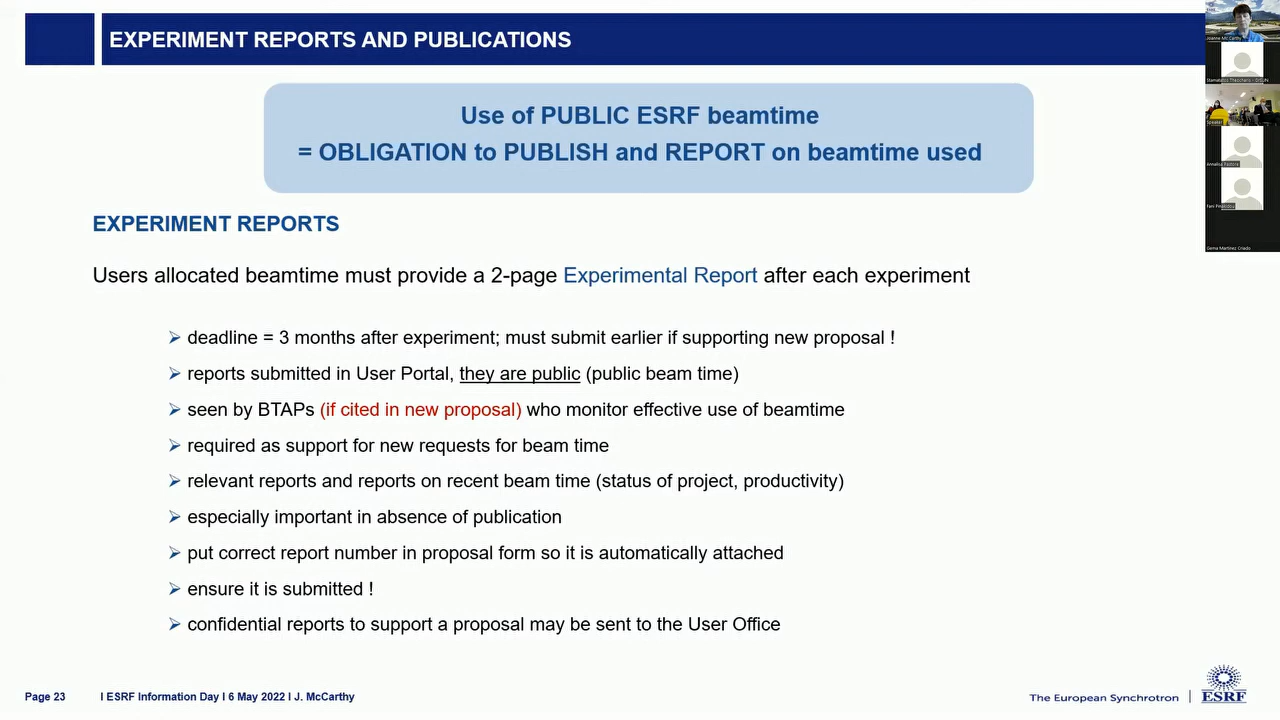 EXPERIMENT REPORTS AND PUBLICATIONS
Use of PUBLIC ESRF beamtime
= OBLIGATION to PUBLISH and REPORT on beamtime used
EXPERIMENT REPORTS
Users allocated beamtime must provide a 2-page Experimental Report after each experiment
➢ deadline = 3 months after experiment; must submit earlier if supporting new proposal !
➢ reports submitted in User Portal, they are public (public beam time)
➢ seen by BTAPs (if cited in new proposal) who monitor effective use of beamtime
➢ required as support for new requests for beam time
➢ relevant reports and reports on recent beam time (status of project, productivity)
➢ especially important in absence of publication
➢ put correct report number in proposal form so it is automatically attached
➢ ensure it is submitted !
➢ confidential reports to support a proposal may be sent to the User Office
Page 23
I ESRF Information Day I 6 May 2022 I J. McCarthy
The European Synchrotron
ESRF
Joanne Mc Carthy
Speaker
Gema Martínez Criado